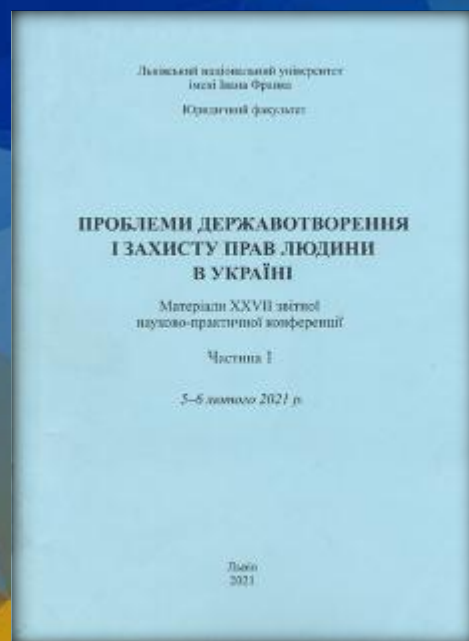 Львівський національний університет
імені Івана Франка
Юридичний факультет
ПРОБЛЕМИ ДЕРЖАВОТВОРЕННЯ
І ЗАХИСТУ ПРАВ ЛЮДИНИ
В УКРАЇНІ
Матеріали XXVII звітної
науково-практичної конференції
Частина 1
5–6 лютого 2021 р.
Львів
2021